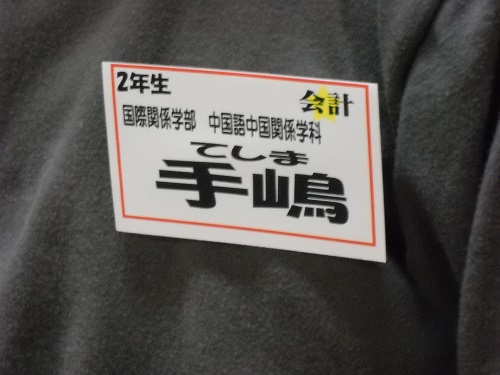 2年生
会計
国際関係学部 中国語中国関係学科
てしま
手嶋